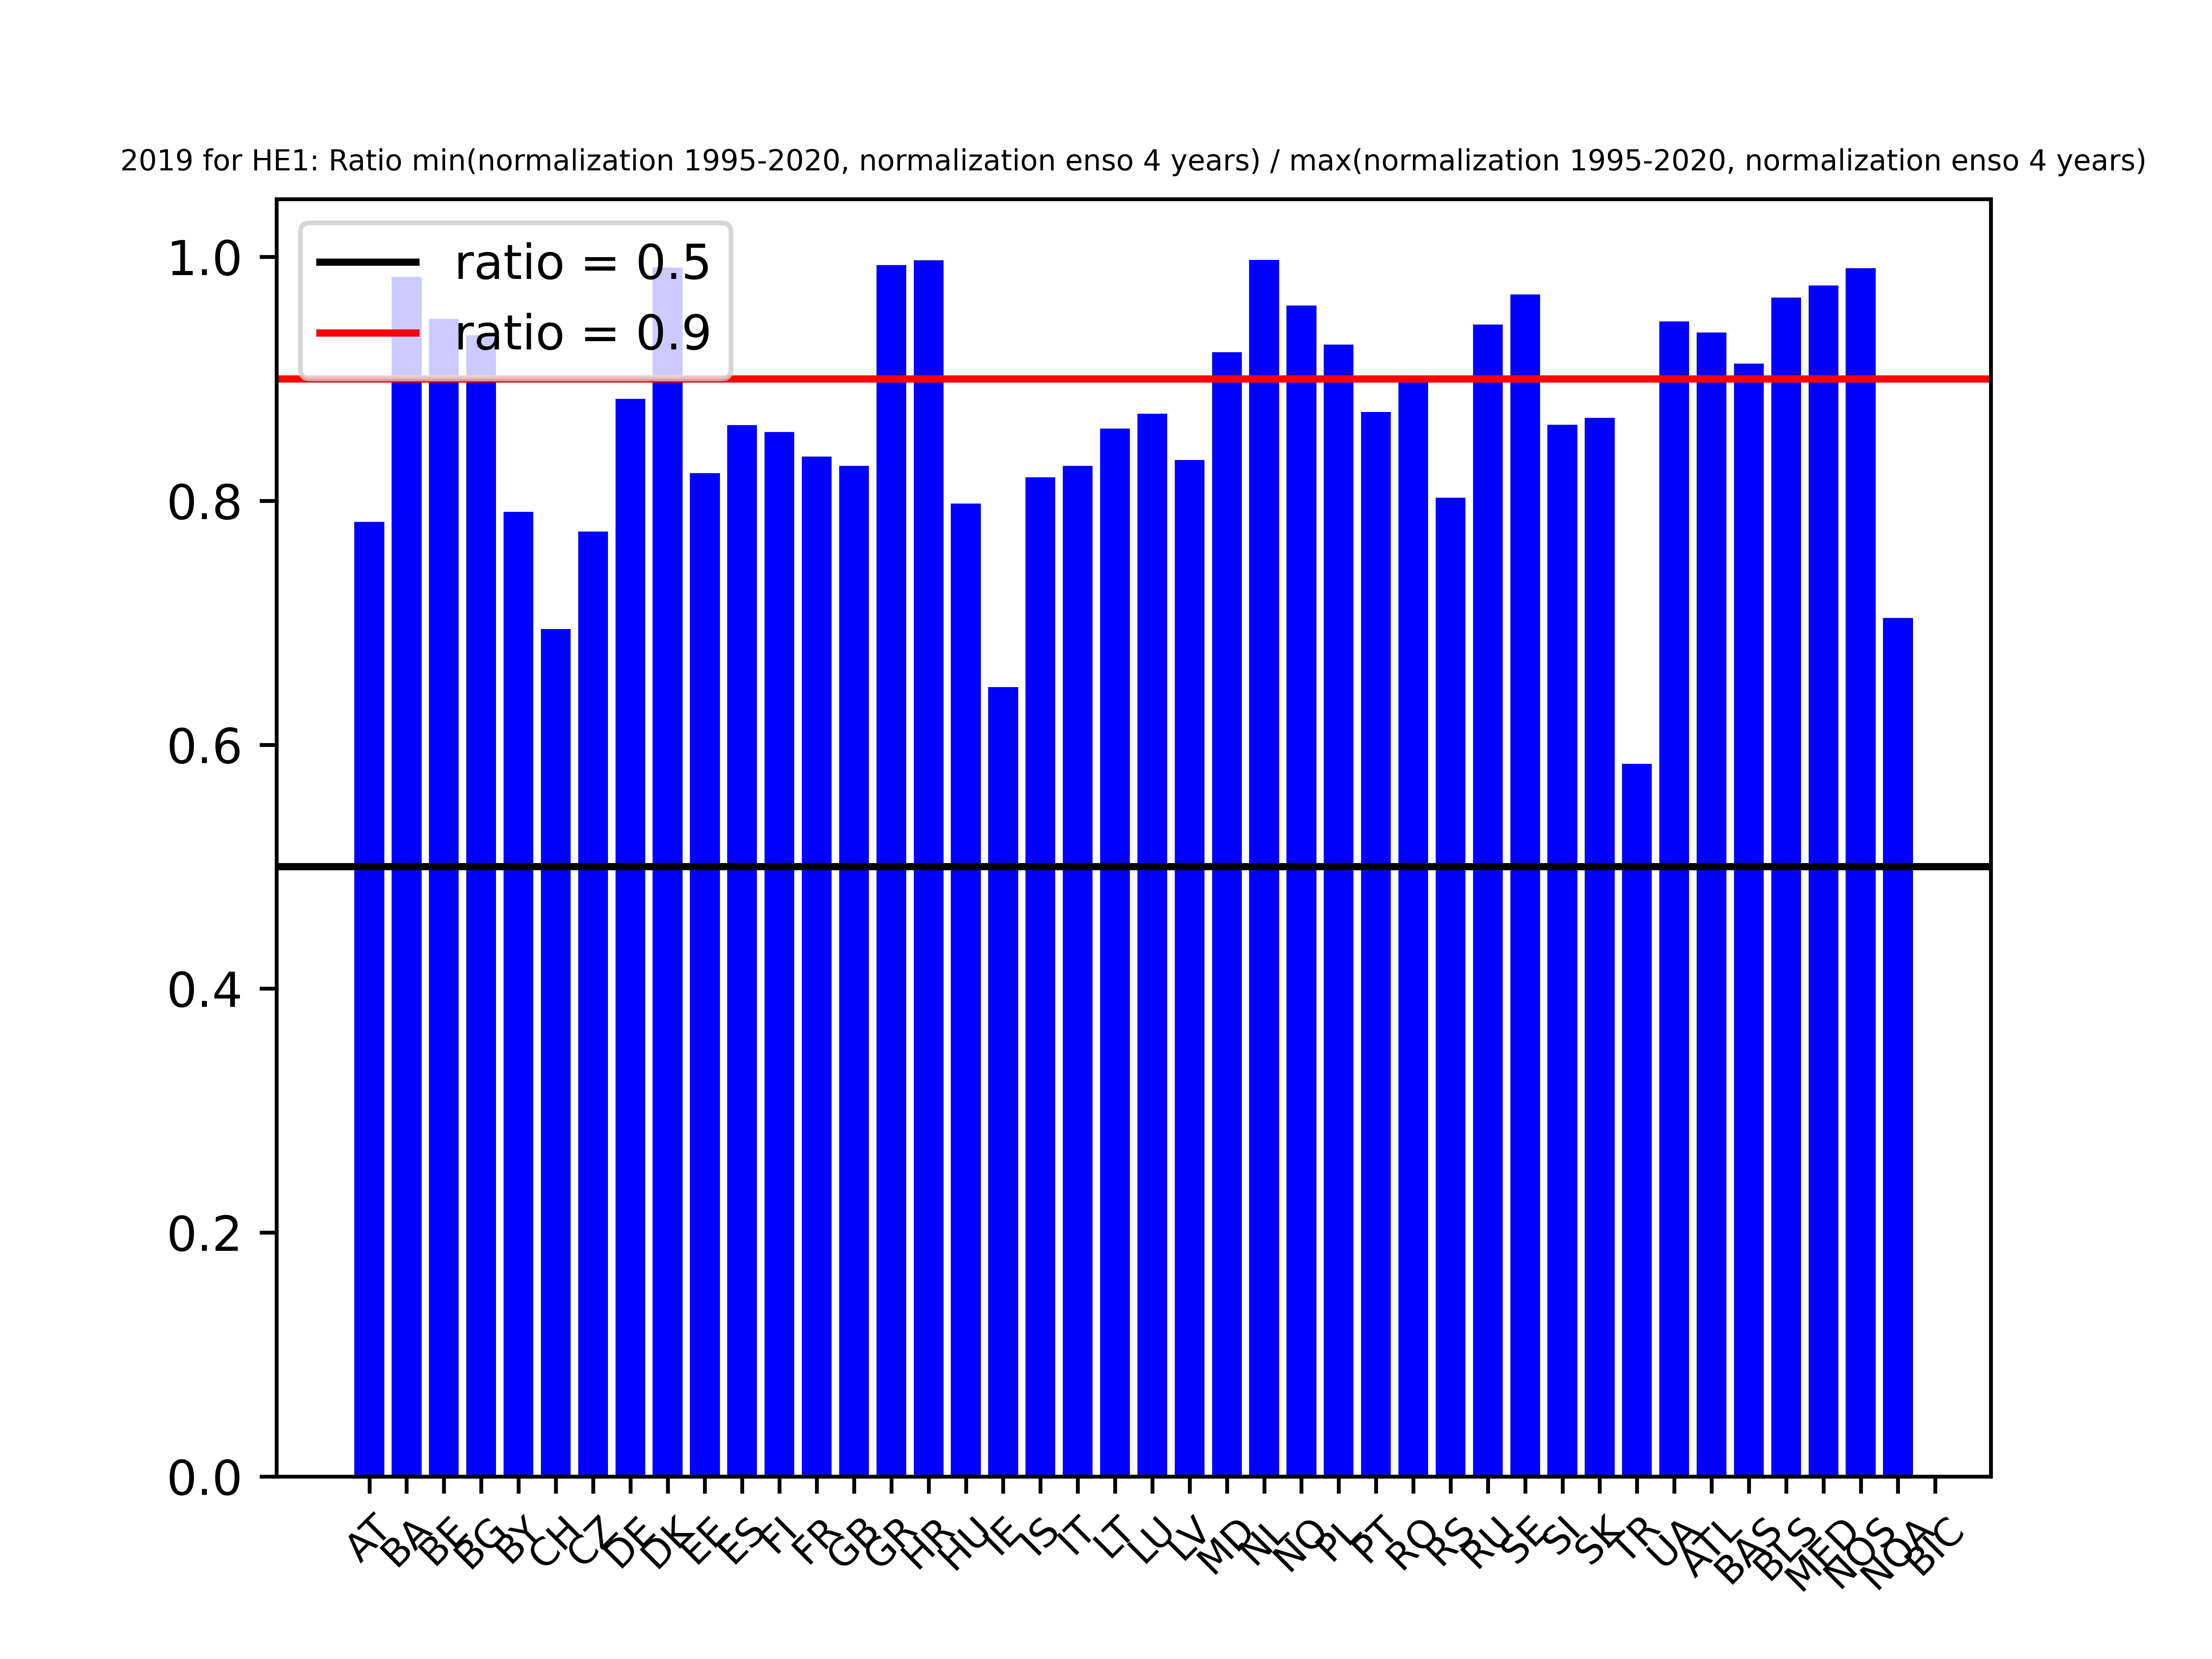 2019 for HE1: Ratio min(normalization 1995-2020, normalization enso 4 years) / max(normalization 1995-2020, normalization enso 4 years)
ratio = 0.5
ratio = 0.9
1.0
0.8
0.6
0.4
0.2
0.0
AT BA BE BG BY CH CZ DE DK EE ES FI FR GB GR HR HU IE IS IT LT LU LV MD NL NO PL PT RO RS RU SE SI SK TR UA ATL BAS BLS MED NOS NOA BIC